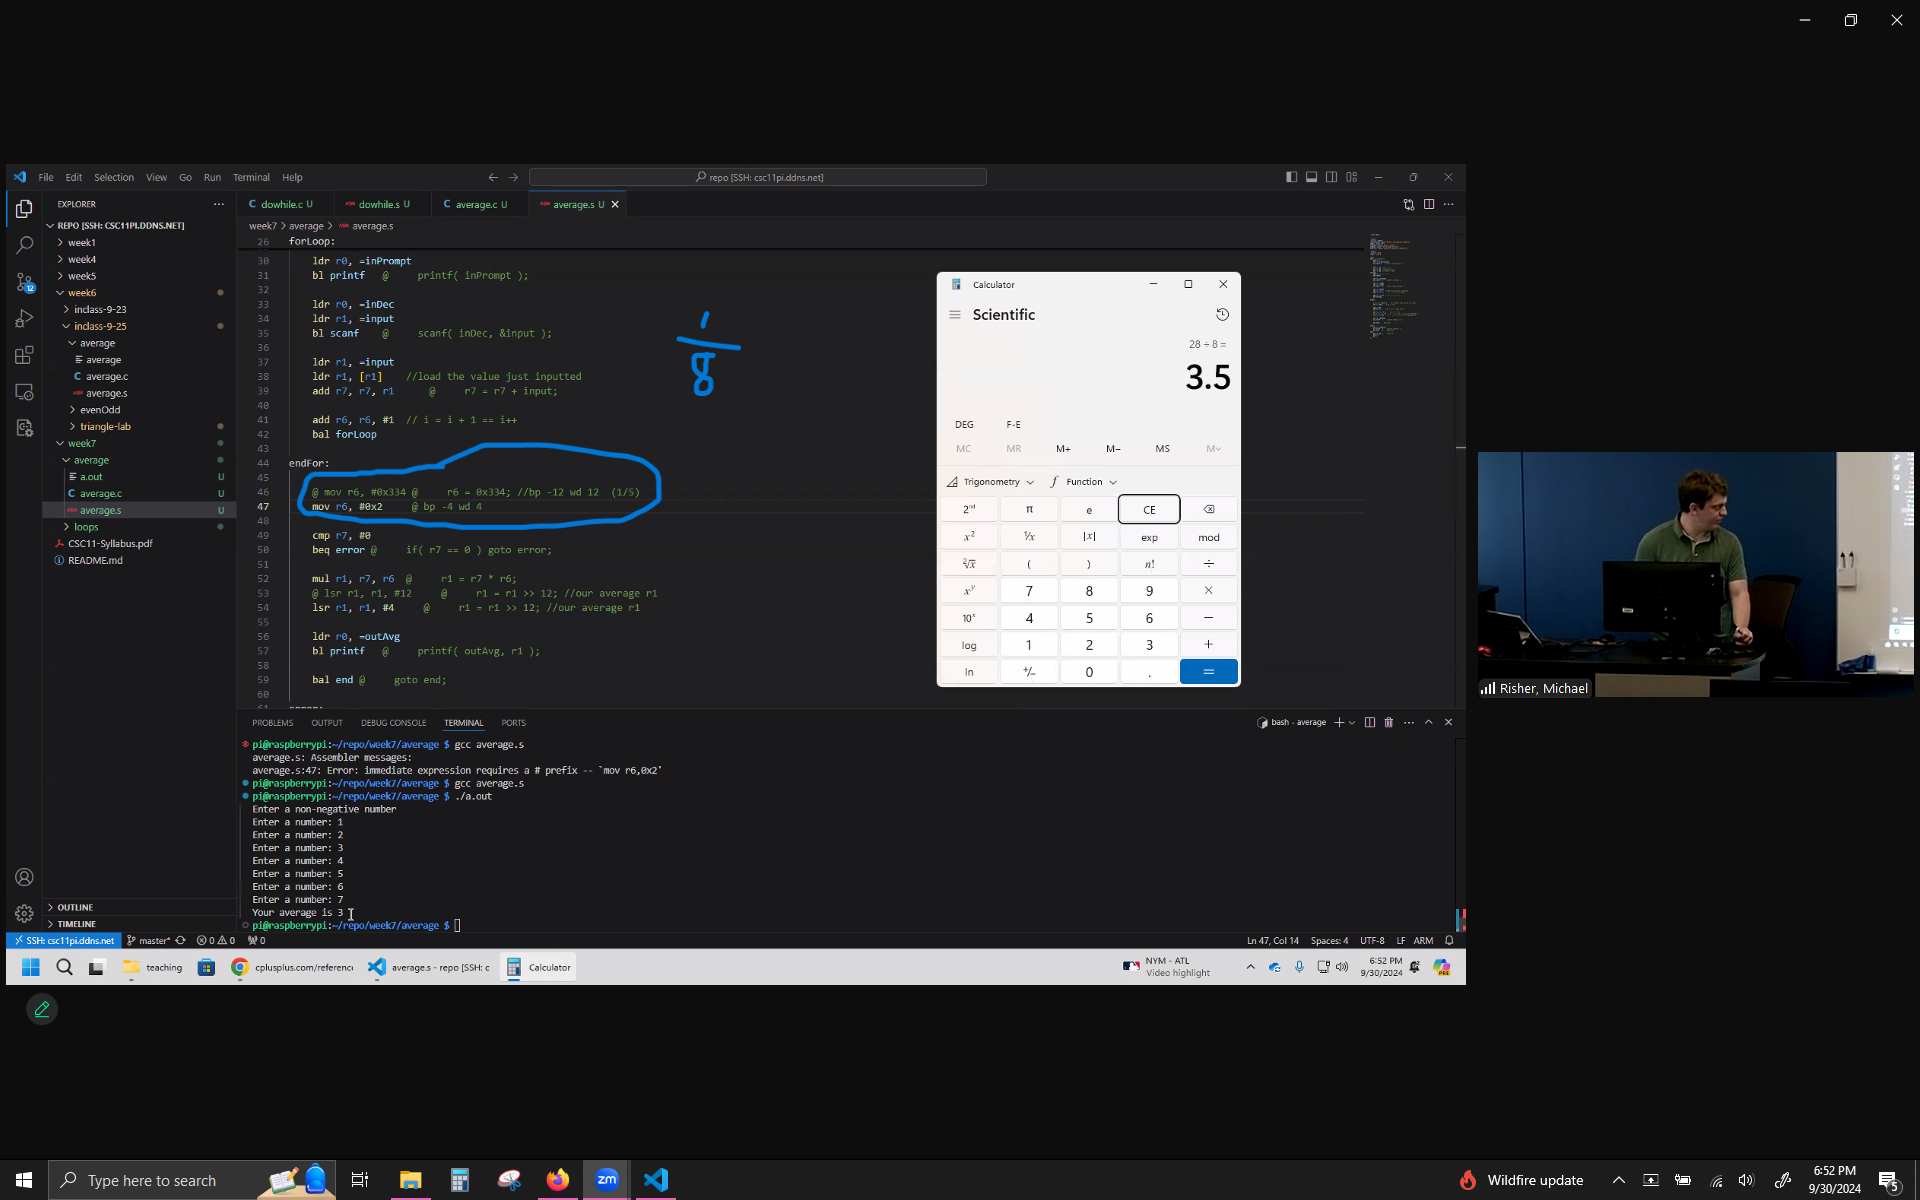 File Edit Selection View Go Run Terminal Help
repo [SSH: csc11pi.ddns.net]
EXPLORER
REPO [SSH: CSC11PI.DDNS.NET]
week1
week4
week5
week6
inclass-9-23
inclass-9-25
average
average
C average.c
average.s
evenOdd
triangle-lab
week7
average
a.out U
C average.c U
average.s U
loops
CSC11-Syllabus.pdf
README.md
OUTLINE
TIMELINE
C dowhile.c U
dowhile.s U
C average.c U
average.s U
week7 > average > average.s
26 forLoop:
30 ldr r0, =inPrompt
31 bl printf @ printf( inPrompt );
32
33 ldr r0, =inDec
34 ldr r1, =input
35 bl scanf @ scanf( inDec, &input );
36
37 ldr r1, =input
38 ldr r1, [r1] //load the value just inputted
39 add r7, r7, r1 @ r7 = r7 + input;
40
41 add r6, r6, #1 // i = i + 1 == i++
42 bal forLoop
43
44 endFor:
45
46 @ mov r6, #0x334 @ r6 = 0x334; //bp -12 wd 12 (1/5)
47 mov r6, #0x2 @ bp -4 wd 4
48
49 cmp r7, #0
50 beq error @ if( r7 == 0 ) goto error;
51
52 mul r1, r7, r6 @ r1 = r7 * r6;
53 @ lsr r1, r1, #12 @ r1 = r1 >> 12; //our average r1
54 lsr r1, r1, #4 @ r1 = r1 >> 12; //our average r1
55
56 ldr r0, =outAvg
57 bl printf @ printf( outAvg, r1 );
58
59 bal end @ goto end;
60
1
8
Calculator
Scientific
28 ÷ 8 =
3.5
DEG F-E
MC MR M+ M− MS M˅
Trigonometry Function
2ⁿᵈ π e CE
x² ¹/x |x| exp mod
²√x ( ) n! ÷
xʸ 7 8 9 ×
10ˣ 4 5 6 −
log 1 2 3 +
ln +/− 0 . =
PROBLEMS OUTPUT DEBUG CONSOLE TERMINAL PORTS
bash - average
pi@raspberrypi:~/repo/week7/average $ gcc average.s
average.s: Assembler messages:
average.s:47: Error: immediate expression requires a # prefix -- `mov r6,0x2'
pi@raspberrypi:~/repo/week7/average $ gcc average.s
pi@raspberrypi:~/repo/week7/average $ ./a.out
Enter a non-negative number
Enter a number: 1
Enter a number: 2
Enter a number: 3
Enter a number: 4
Enter a number: 5
Enter a number: 6
Enter a number: 7
Your average is 3
pi@raspberrypi:~/repo/week7/average $
SSH: csc11pi.ddns.net master* 0 0 0
Ln 47, Col 14 Spaces: 4 UTF-8 LF ARM
teaching
cplusplus.com/referenc
average.s - repo [SSH: c
Calculator
NYM - ATL
Video highlight
6:52 PM
9/30/2024
Risher, Michael
Type here to search
zm
Wildfire update
6:52 PM
9/30/2024
5